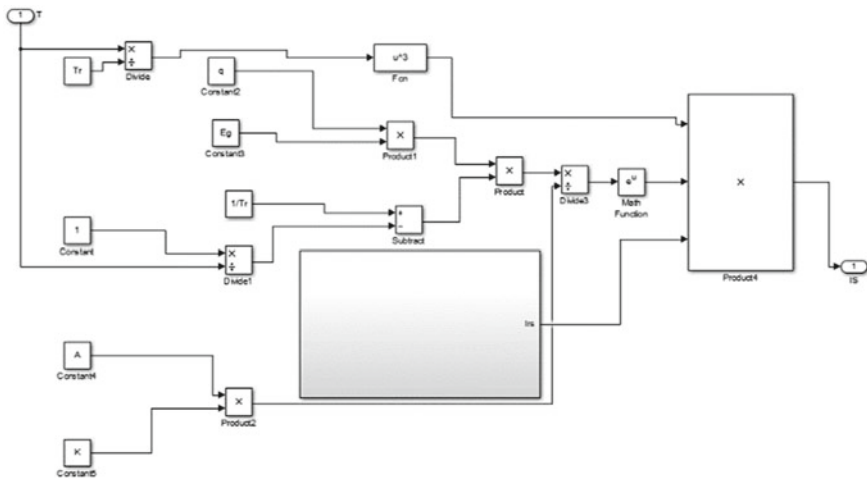 1 T
Tr
×
÷
Divide
q
Constant2
u^3
Fcn
Eg
Constant3
×
Product1
×
Product
×
÷
Divide3
e^u
Math
Function
×
Product4
1/Tr
+
−
Subtract
1
Constant
×
÷
Divide1
Irs
1
IS
A
Constant4
×
Product2
K
Constant5